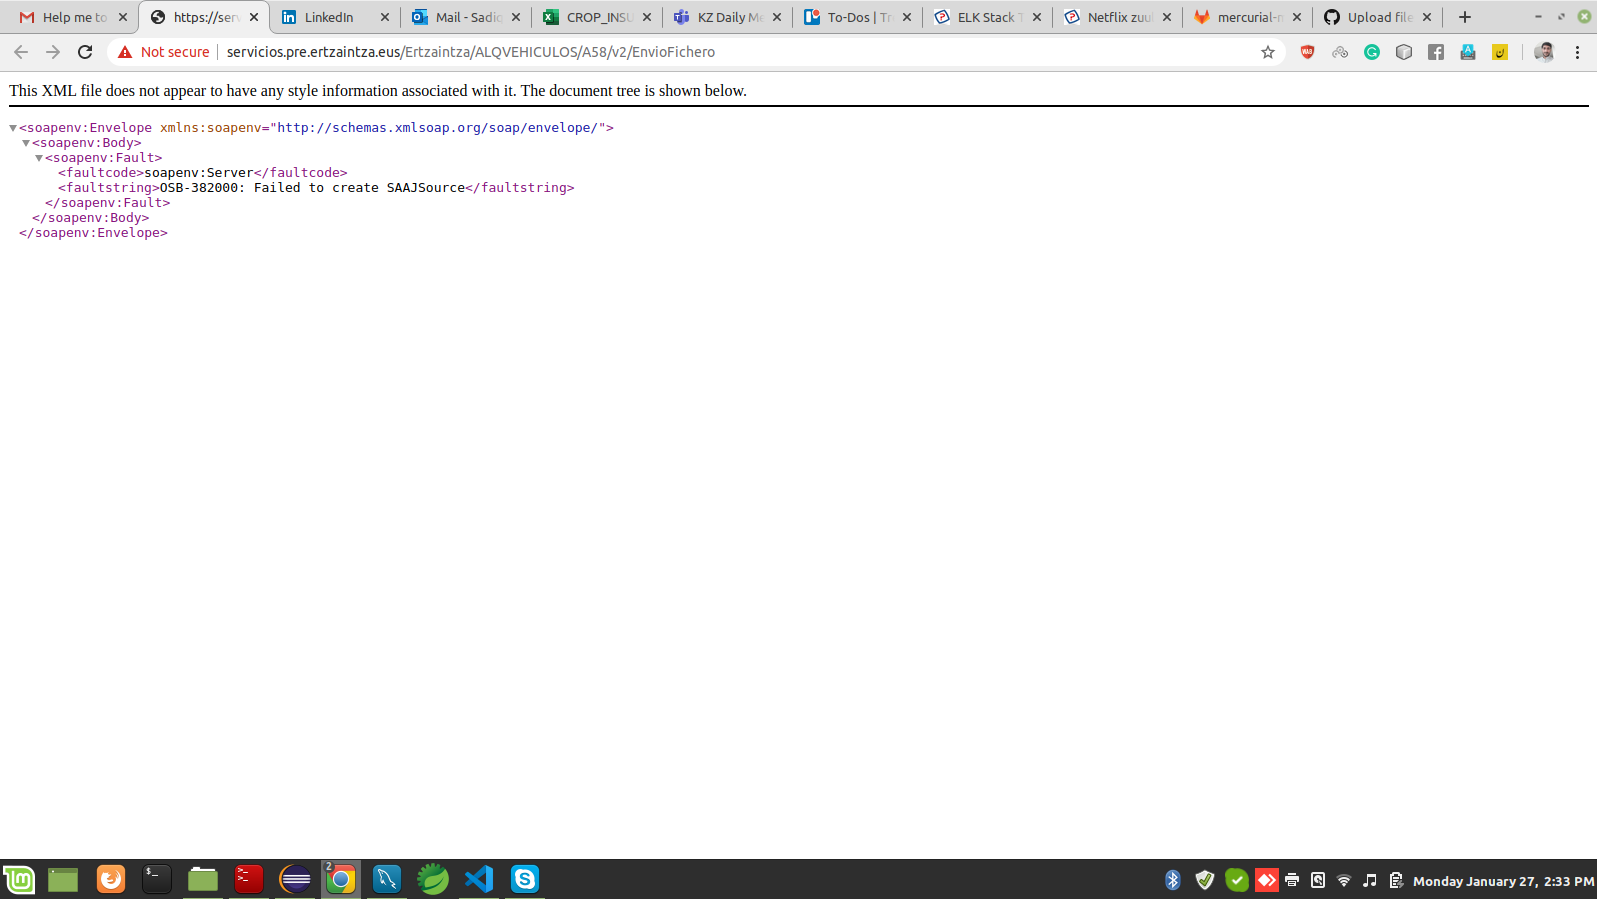 Help me to
https://serv
LinkedIn
Mail - Sadiq
CROP_INSU
KZ Daily Me
To-Dos | Tr
ELK Stack T
Netflix zuul
mercurial-m
Upload file
Not secure
servicios.pre.ertzaintza.eus/Ertzaintza/ALQVEHICULOS/A58/v2/EnvioFichero
This XML file does not appear to have any style information associated with it. The document tree is shown below.
<soapenv:Envelope xmlns:soapenv="http://schemas.xmlsoap.org/soap/envelope/">
<soapenv:Body>
<soapenv:Fault>
<faultcode>soapenv:Server</faultcode>
<faultstring>OSB-382000: Failed to create SAAJSource</faultstring>
</soapenv:Fault>
</soapenv:Body>
</soapenv:Envelope>
2
Monday January 27, 2:33 PM